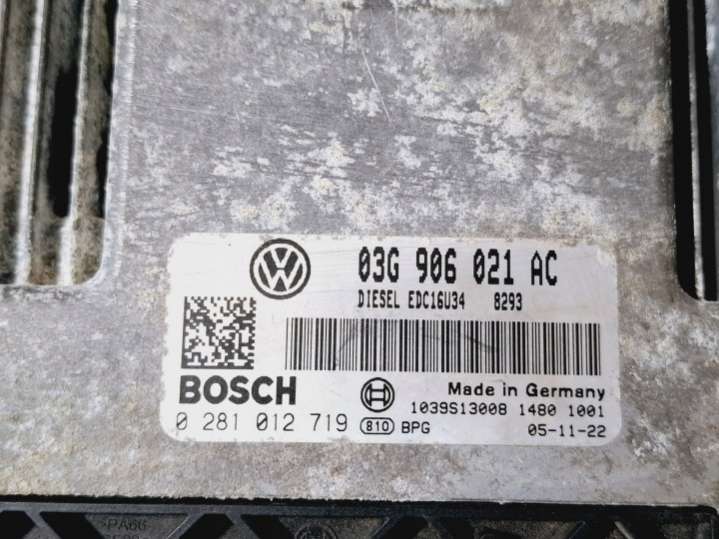 03G 906 021 AC
DIESEL EDC16U34 8293
BOSCH
Made in Germany
1039S13008 1480 1001
0 281 012 719 810 BPG 05-11-22
PA66